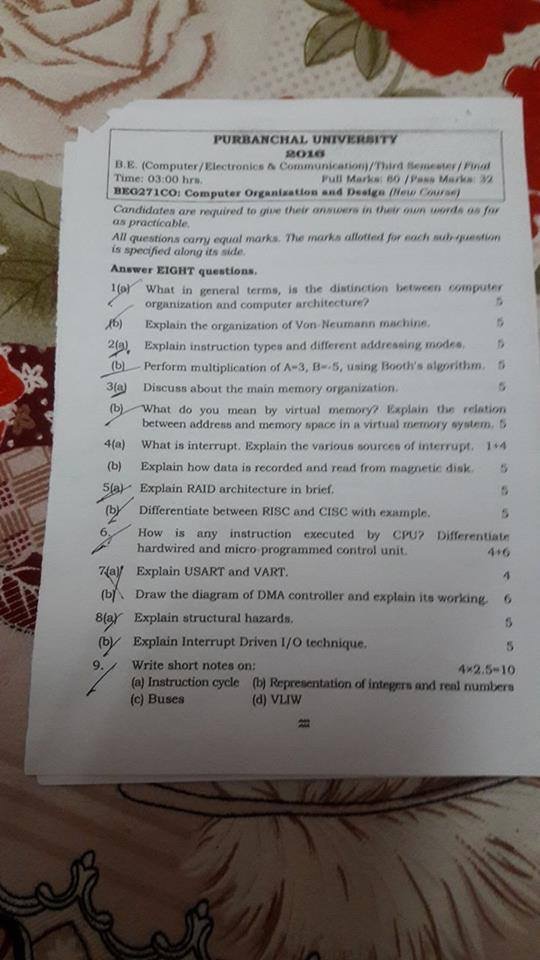 PURBANCHAL UNIVERSITY
2016
B.E. (Computer/Electronics & Communication)/Third Semester/Final
Time: 03:00 hrs. Full Marks: 80 /Pass Marks: 32
BEG271CO: Computer Organization and Design (New Course)
Candidates are required to give their answers in their own words as far
as practicable.
All questions carry equal marks. The marks allotted for each sub-question
is specified along its side.
Answer EIGHT questions.
1(a) What in general terms, is the distinction between computer
organization and computer architecture? 5
(b) Explain the organization of Von-Neumann machine. 5
2(a) Explain instruction types and different addressing modes. 5
(b) Perform multiplication of A=3, B=-5, using Booth's algorithm. 5
3(a) Discuss about the main memory organization. 5
(b) What do you mean by virtual memory? Explain the relation
between address and memory space in a virtual memory system. 5
4(a) What is interrupt. Explain the various sources of interrupt. 1+4
(b) Explain how data is recorded and read from magnetic disk. 5
5(a) Explain RAID architecture in brief. 5
(b) Differentiate between RISC and CISC with example. 5
6. How is any instruction executed by CPU? Differentiate
hardwired and micro-programmed control unit. 4+6
7(a) Explain USART and VART. 4
(b) Draw the diagram of DMA controller and explain its working. 6
8(a) Explain structural hazards. 5
(b) Explain Interrupt Driven I/O technique. 5
9. Write short notes on: 4×2.5=10
(a) Instruction cycle (b) Representation of integers and real numbers
(c) Buses (d) VLIW